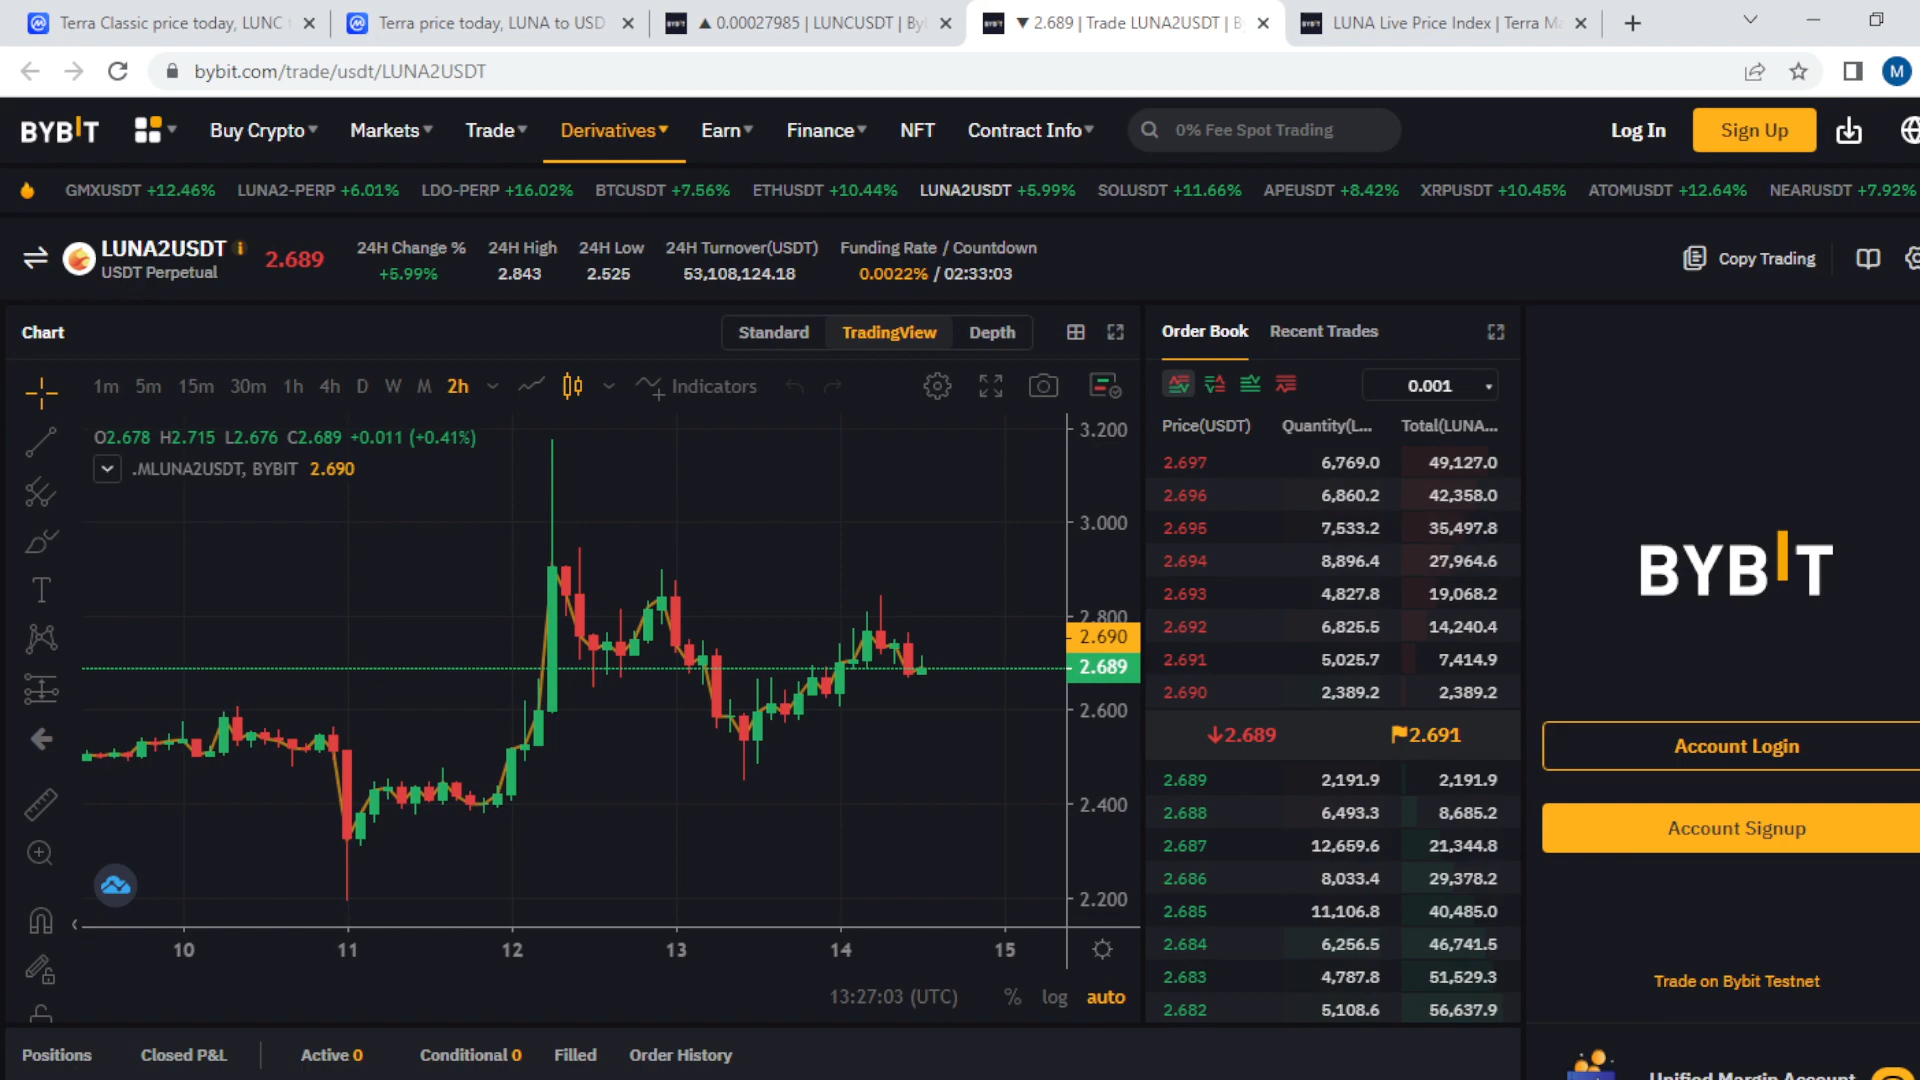 Terra Classic price today, LUNC
Terra price today, LUNA to USD
▲ 0.00027985 | LUNCUSDT | Byl
▼ 2.689 | Trade LUNA2USDT | B
LUNA Live Price Index | Terra Ma
bybit.com/trade/usdt/LUNA2USDT
M
BYBIT
Buy Crypto
Markets
Trade
Derivatives
Earn
Finance
NFT
Contract Info
0% Fee Spot Trading
Log In
Sign Up
GMXUSDT +12.46%
LUNA2-PERP +6.01%
LDO-PERP +16.02%
BTCUSDT +7.56%
ETHUSDT +10.44%
LUNA2USDT +5.99%
SOLUSDT +11.66%
APEUSDT +8.42%
XRPUSDT +10.45%
ATOMUSDT +12.64%
NEARUSDT +7.92%
LUNA2USDT
USDT Perpetual
2.689
24H Change % 24H High 24H Low 24H Turnover(USDT) Funding Rate / Countdown
+5.99% 2.843 2.525 53,108,124.18 0.0022% / 02:33:03
Copy Trading
Chart
Standard TradingView Depth
1m 5m 15m 30m 1h 4h D W M 2h
Indicators
O2.678 H2.715 L2.676 C2.689 +0.011 (+0.41%)
.MLUNA2USDT, BYBIT 2.690
3.200
3.000
2.800
2.690
2.689
2.600
2.400
2.200
10 11 12 13 14 15
13:27:03 (UTC) % log auto
Order Book Recent Trades
0.001
Price(USDT) Quantity(L... Total(LUNA...
2.697 6,769.0 49,127.0
2.696 6,860.2 42,358.0
2.695 7,533.2 35,497.8
2.694 8,896.4 27,964.6
2.693 4,827.8 19,068.2
2.692 6,825.5 14,240.4
2.691 5,025.7 7,414.9
2.690 2,389.2 2,389.2
↓2.689 2.691
2.689 2,191.9 2,191.9
2.688 6,493.3 8,685.2
2.687 12,659.6 21,344.8
2.686 8,033.4 29,378.2
2.685 11,106.8 40,485.0
2.684 6,256.5 46,741.5
2.683 4,787.8 51,529.3
2.682 5,108.6 56,637.9
BYBIT
Account Login
Account Signup
Trade on Bybit Testnet
Unified Margin Account
Positions Closed P&L Active 0 Conditional 0 Filled Order History